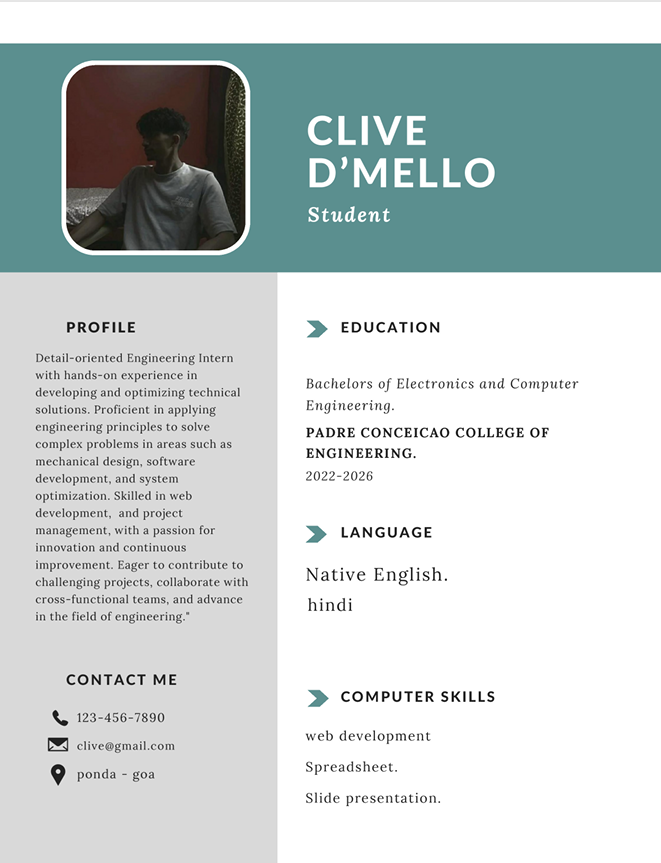 CLIVE
D’MELLO
Student
PROFILE
Detail-oriented Engineering Intern
with hands-on experience in
developing and optimizing technical
solutions. Proficient in applying
engineering principles to solve
complex problems in areas such as
mechanical design, software
development, and system
optimization. Skilled in web
development,  and project
management, with a passion for
innovation and continuous
improvement. Eager to contribute to
challenging projects, collaborate with
cross-functional teams, and advance
in the field of engineering."
CONTACT ME
123-456-7890
clive@gmail.com
ponda - goa
EDUCATION
Bachelors of Electronics and Computer
Engineering.
PADRE CONCEICAO COLLEGE OF
ENGINEERING.
2022-2026
LANGUAGE
Native English.
hindi
COMPUTER SKILLS
web development
Spreadsheet.
Slide presentation.